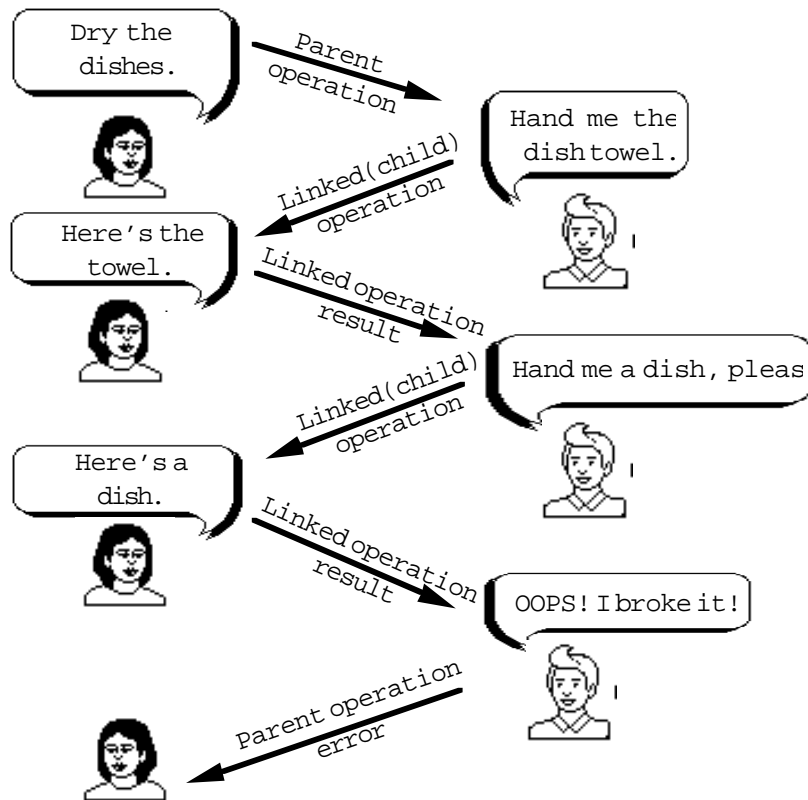 Dry the
dishes.
Parent
operation
Hand me the
dish towel.
Linked(child)
operation
Here's the
towel.
Linked operation
result
Hand me a dish, pleas
Linked(child)
operation
Here's a
dish.
Linked operation
result
OOPS! I broke it!
Parent operation
error